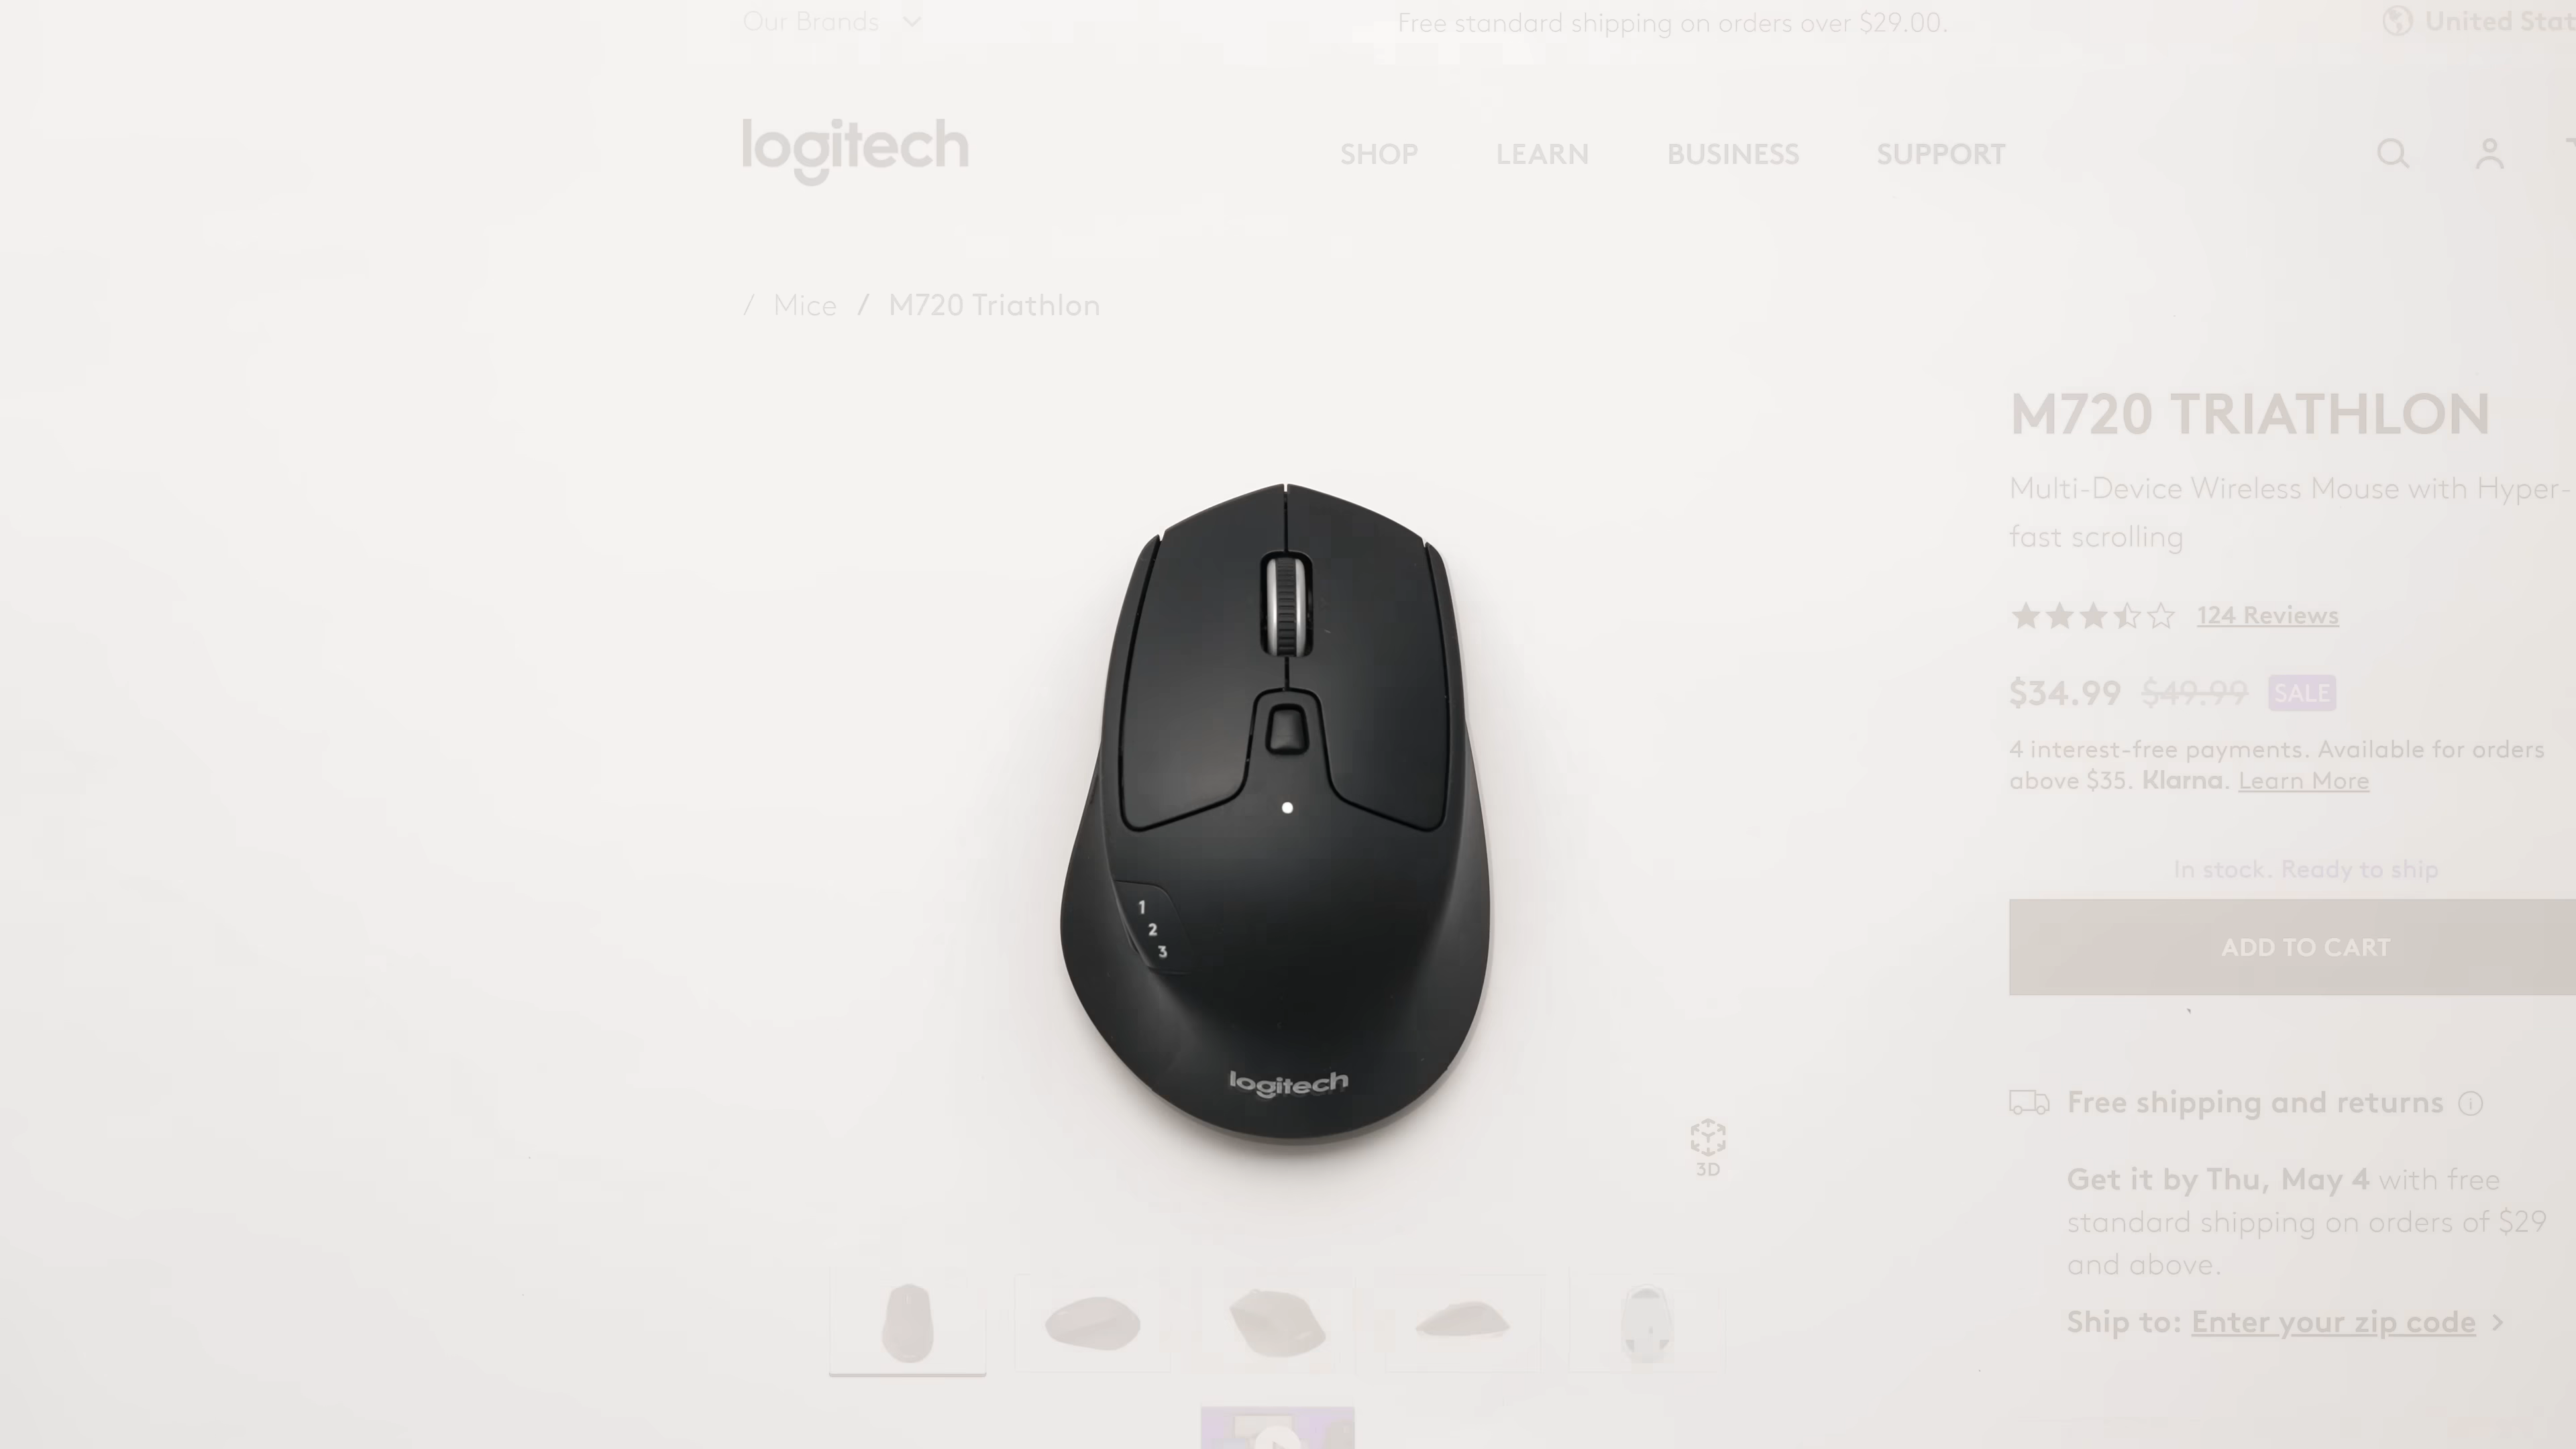 Our Brands
Free standard shipping on orders over $29.00.
United Stat
logitech
SHOP LEARN BUSINESS SUPPORT
/ Mice / M720 Triathlon
M720 TRIATHLON
Multi-Device Wireless Mouse with Hyper-
fast scrolling
124 Reviews
$34.99 $49.99 SALE
4 interest-free payments. Available for orders
above $35. Klarna. Learn More
In stock. Ready to ship
ADD TO CART
1
2
3
logitech
3D
Free shipping and returns
Get it by Thu, May 4 with free
standard shipping on orders of $29
and above.
Ship to: Enter your zip code